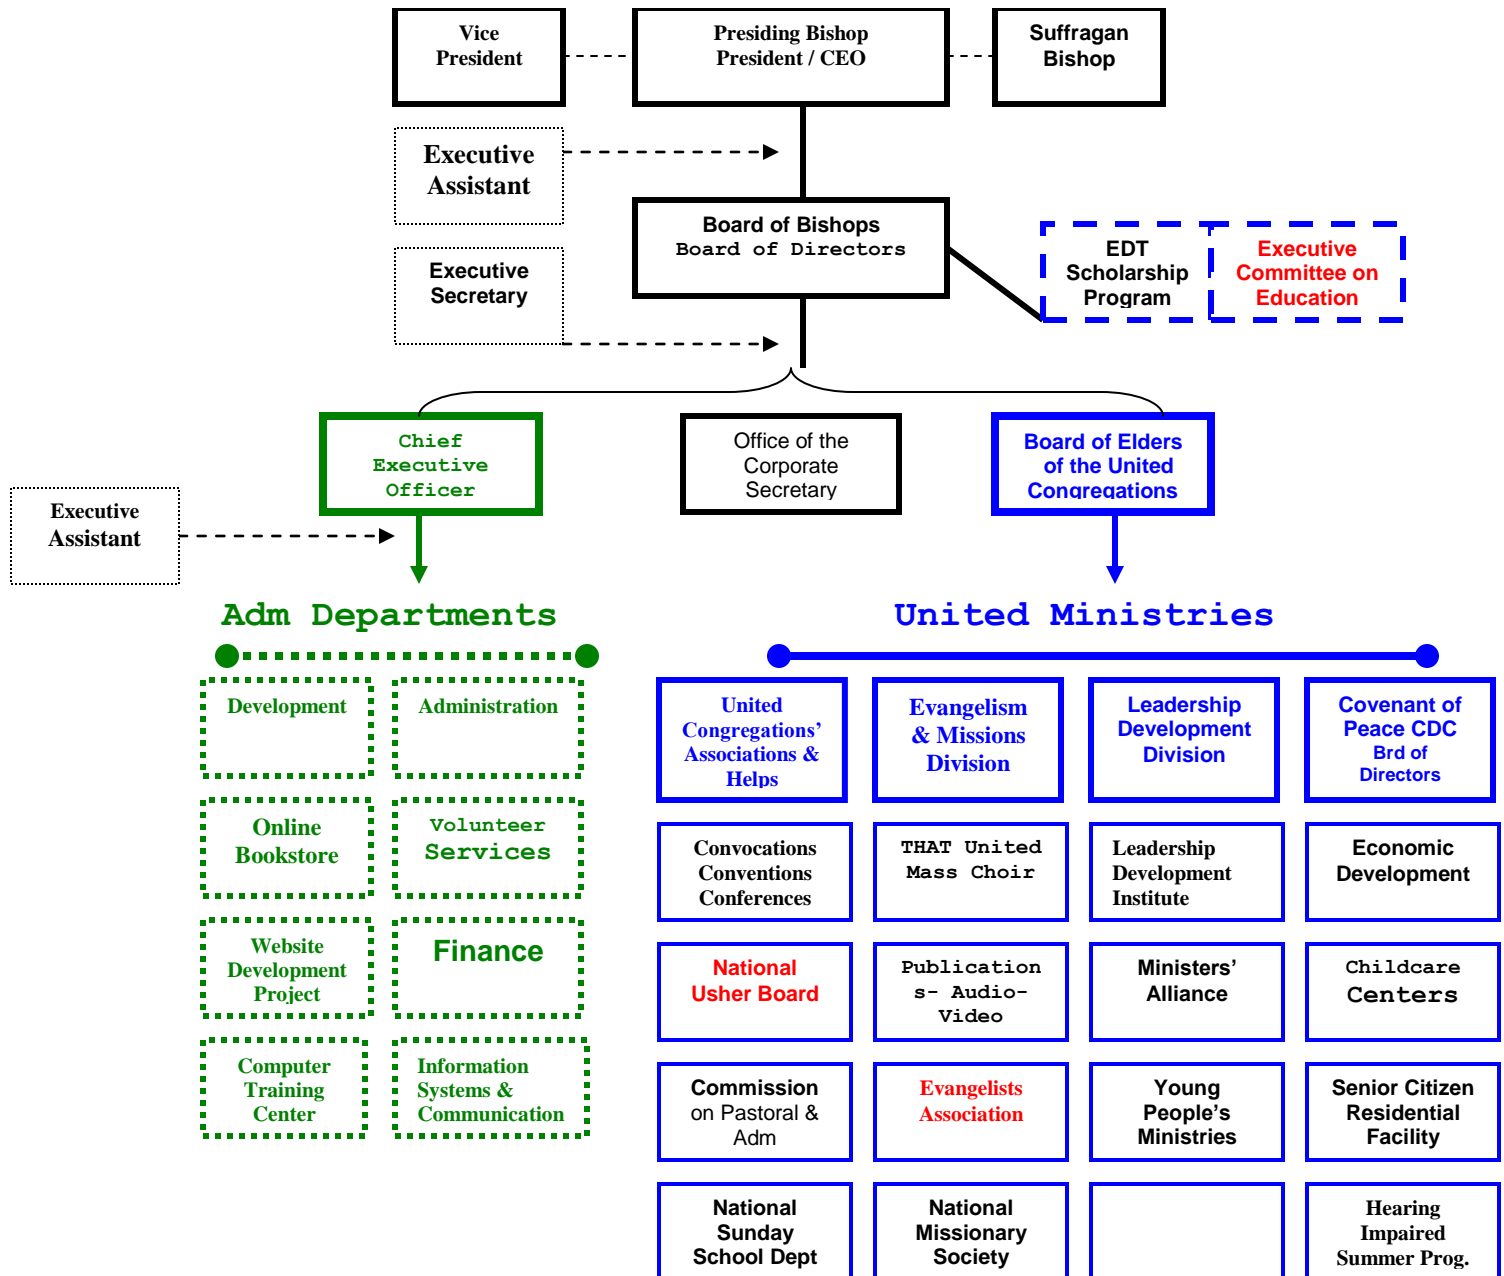 Vice
President
Presiding Bishop
President / CEO
Suffragan
Bishop
Executive
Assistant
Board of Bishops
Board of Directors
Executive
Secretary
EDT
Scholarship
Program
Executive
Committee on
Education
Chief
Executive
Officer
Office of the
Corporate
Secretary
Board of Elders
of the United
Congregations
Executive
Assistant
Adm Departments
United Ministries
Development
Administration
Online
Bookstore
Volunteer
Services
Website
Development
Project
Finance
Computer
Training
Center
Information
Systems &
Communication
United
Congregations’
Associations &
Helps
Evangelism
& Missions
Division
Leadership
Development
Division
Covenant of
Peace CDC
Brd of
Directors
Convocations
Conventions
Conferences
THAT United
Mass Choir
Leadership
Development
Institute
Economic
Development
National
Usher Board
Publication
s- Audio-
Video
Ministers’
Alliance
Childcare
Centers
Commission
on Pastoral &
Adm
Evangelists
Association
Young
People’s
Ministries
Senior Citizen
Residential
Facility
National
Sunday
School Dept
National
Missionary
Society
Hearing
Impaired
Summer Prog.